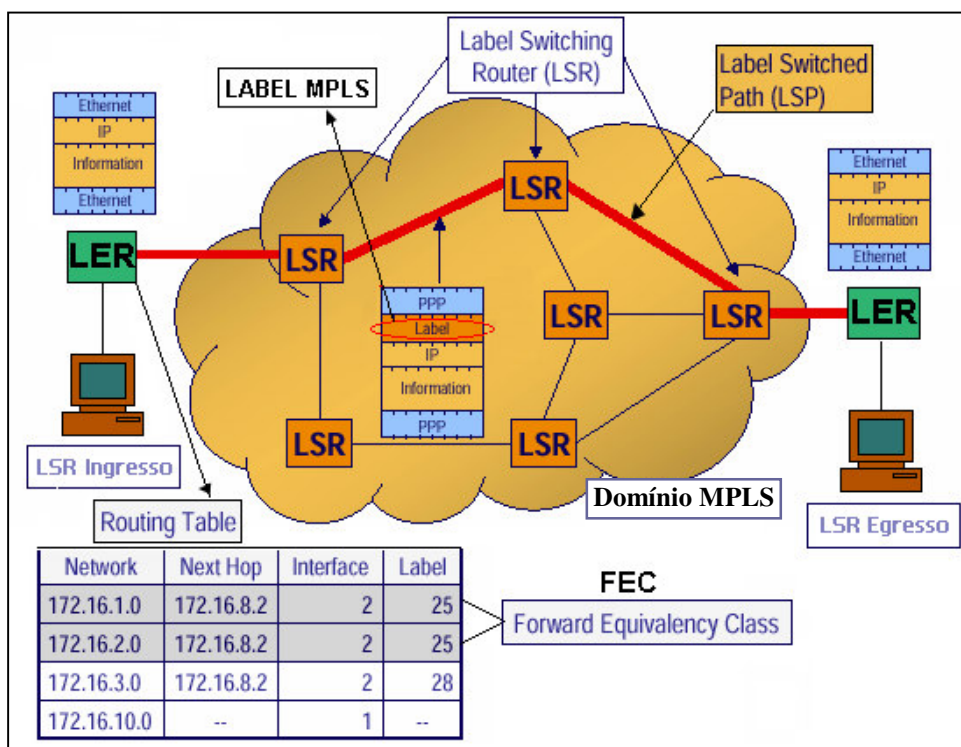 Label Switching
Router (LSR)
LABEL MPLS
Label Switched
Path (LSP)
Ethernet
IP
Information
Ethernet
Ethernet
IP
Information
Ethernet
LER
LSR
LSR
LSR
LSR
LER
PPP
Label
IP
Information
PPP
LSR
LSR
LSR Ingresso
Domínio MPLS
LSR Egresso
Routing Table
Network Next Hop Interface Label
172.16.1.0 172.16.8.2 2 25
172.16.2.0 172.16.8.2 2 25
172.16.3.0 172.16.8.2 2 28
172.16.10.0 -- 1 --
FEC
Forward Equivalency Class